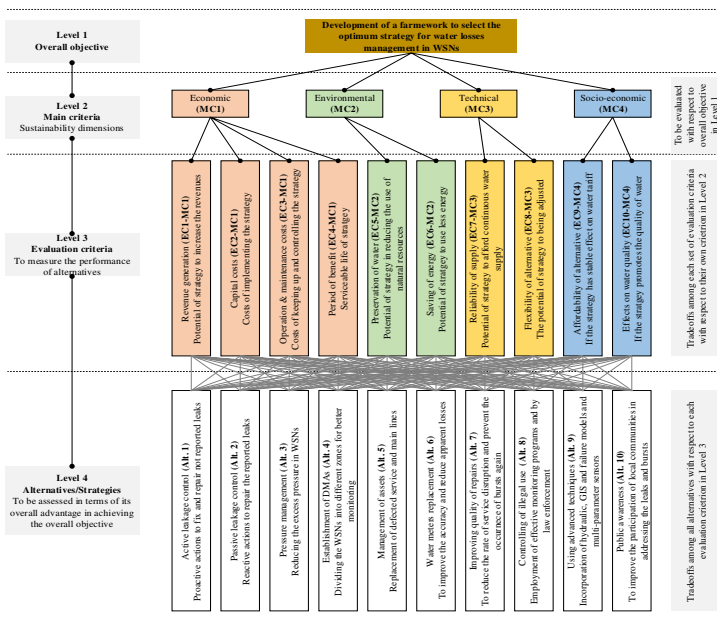 Level 1
Overall objective
Development of a farmework to select the
optimum strategy for water losses
management in WSNs
Level 2
Main criteria
Sustainability dimensions
Economic
(MC1)
Environmental
(MC2)
Technical
(MC3)
Socio-economic
(MC4)
To be evaluated
with respect to
overall objective
in Level 1
Level 3
Evaluation criteria
To measure the performance
of alternatives
Revenue generation (EC1-MC1)
Potential of strategy to increase the revenues
Capital costs (EC2-MC1)
Costs of implementing the strategy
Operation & maintenance costs (EC3-MC1)
Costs of keeping up and controlling the strategy
Period of benefit (EC4-MC1)
Serviceable life of stratgey
Preservation of water (EC5-MC2)
Potential of strategy in reducing the use of
natural resources
Saving of energy (EC6-MC2)
Potential of stratgey to use less energy
Reliability of supply (EC7-MC3)
Potential of strategy to afford continuous water
supply
Flexibility of alternative (EC8-MC3)
The potential of strategy to being adjusted
Affordability of alternative (EC9-MC4)
If the strategy has stable effect on water tariff
Effects on water quality (EC10-MC4)
If the stratgey promotes the quality of water
Tradeoffs among each set of evaluation criteria
with respect to their own crietrion in Level 2
Level 4
Alternatives/Strategies
To be assessed in terms of its
overall advantage in achieving
the overall objective
Active leakage control (Alt. 1)
Proactive actions to fix and repair not reported leaks
Passive leakage control (Alt. 2)
Reactive actions to repair the reported leaks
Pressure management (Alt. 3)
Reducing the excess pressure in WSNs
Establishment of DMAs (Alt. 4)
Dividing the WSNs into different zones for better
monitoring
Management of assets (Alt. 5)
Replacement of defected service and main lines
Water meters replacement (Alt. 6)
To improve the accuracy and reduce apparent losses
Improving quality of repairs (Alt. 7)
To reduce the rate of service disruption and prevent the
occurnece of bursts again
Controlling of illegal use (Alt. 8)
Employment of effective monitoring programs and by
law enforcement
Using advanced techniques (Alt. 9)
Incorporation of hydraulic, GIS and failure models and
multi-parameter sensors
Public awareness (Alt. 10)
To improve the participation of local communities in
addressing the leaks and bursts
Tradeoffs among all alternatives with respect to each
evaluation crietrion in Level 3